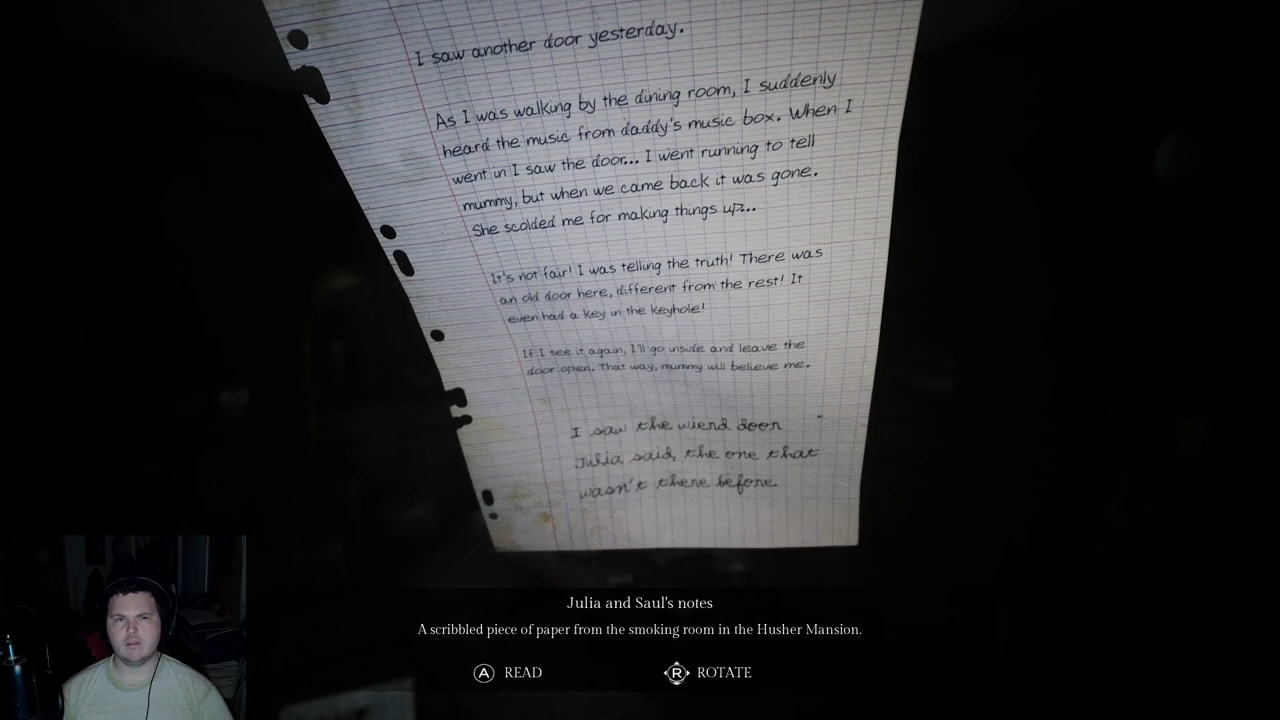 I saw another door yesterday.
As I was walking by the dining room, I suddenly
heard the music from daddy's music box. When I
went in I saw the door... I went running to tell
mummy, but when we came back it was gone.
She scolded me for making things up...
It's not fair! I was telling the truth! There was
an old door here, different from the rest! It
even had a key in the keyhole!
If I see it again, I'll go inside and leave the
door open. That way, mummy will believe me.
I saw the wierd door
Julia said, the one that
wasn't there before.
Julia and Saul's notes
A scribbled piece of paper from the smoking room in the Husher Mansion.
A READ
R ROTATE